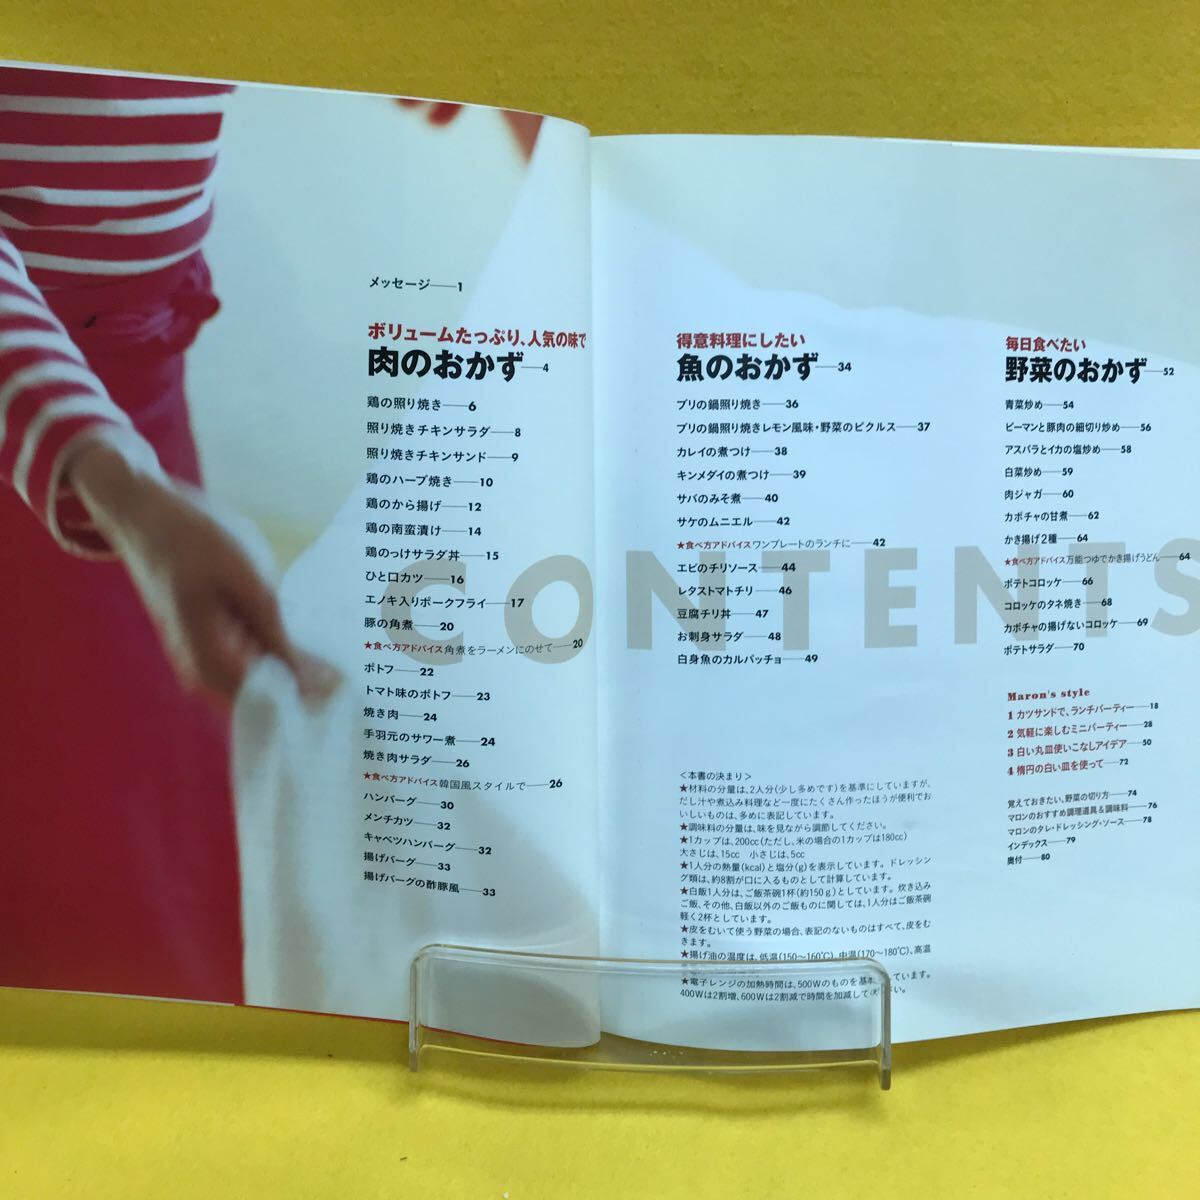 メッセージ——1
ボリュームたっぷり、人気の味で
肉のおかず—4
鶏の照り焼き——6
照り焼きチキンサラダ——8
照り焼きチキンサンド——9
鶏のハーブ焼き——10
鶏のから揚げ——12
鶏の南蛮漬け——14
鶏のっけサラダ丼——15
ひと口カツ——16
エノキ入りポークフライ——17
豚の角煮——20
★食べ方アドバイス 角煮をラーメンにのせて——20
ポトフ——22
トマト味のポトフ——23
焼き肉——24
手羽元のサワー煮——24
焼き肉サラダ——26
★食べ方アドバイス 韓国風スタイルで——26
ハンバーグ——30
メンチカツ——32
キャベツハンバーグ——32
揚げバーグ——33
揚げバーグの酢豚風——33
CONTENTS
得意料理にしたい
魚のおかず—34
ブリの鍋照り焼き——36
ブリの鍋照り焼きレモン風味・野菜のピクルス——37
カレイの煮つけ——38
キンメダイの煮つけ——39
サバのみそ煮——40
サケのムニエル——42
★食べ方アドバイス ワンプレートのランチに——42
エビのチリソース——44
レタストマトチリ——46
豆腐チリ丼——47
お刺身サラダ——48
白身魚のカルパッチョ——49
＜本書の決まり＞
★材料の分量は、2人分(少し多めです)を基準にしていますが、
だし汁や煮込み料理など一度にたくさん作ったほうが便利でお
いしいものは、多めに表記しています。
★調味料の分量は、味を見ながら調節してください。
★1カップは、200cc(ただし、米の場合の1カップは180cc)
大さじは、15cc　小さじは、5cc
★1人分の熱量(kcal)と塩分(g)を表示しています。ドレッシン
グ類は、約8割が口に入るものとして計算しています。
★白飯1人分は、ご飯茶碗1杯(約150g)としています。炊き込み
ご飯、その他、白飯以外のご飯ものに関しては、1人分はご飯茶碗
軽く2杯としています。
★皮をむいて使う野菜の場合、表記のないものはすべて、皮をむ
きます。
★揚げ油の温度は、低温(150〜160℃)、中温(170〜180℃)、高温
★電子レンジの加熱時間は、500Wのものを基本としています。
400Wは2割増、600Wは2割減で時間を加減してください。
毎日食べたい
野菜のおかず—52
青菜炒め——54
ピーマンと豚肉の細切り炒め——56
アスパラとイカの塩炒め——58
白菜炒め——59
肉ジャガ——60
カボチャの甘煮——62
かき揚げ2種——64
★食べ方アドバイス 万能つゆでかき揚げうどん——64
ポテトコロッケ——66
コロッケのタネ焼き——68
カボチャの揚げないコロッケ——69
ポテトサラダ——70
Maron's style
1 カツサンドで、ランチパーティー——18
2 気軽に楽しむミニパーティー——28
3 白い丸皿使いこなしアイデア——50
4 楕円の白い皿を使って——72
覚えておきたい、野菜の切り方——74
マロンのおすすめ調理道具＆調味料——76
マロンのタレ・ドレッシング・ソース——78
インデックス——79
奥付——80